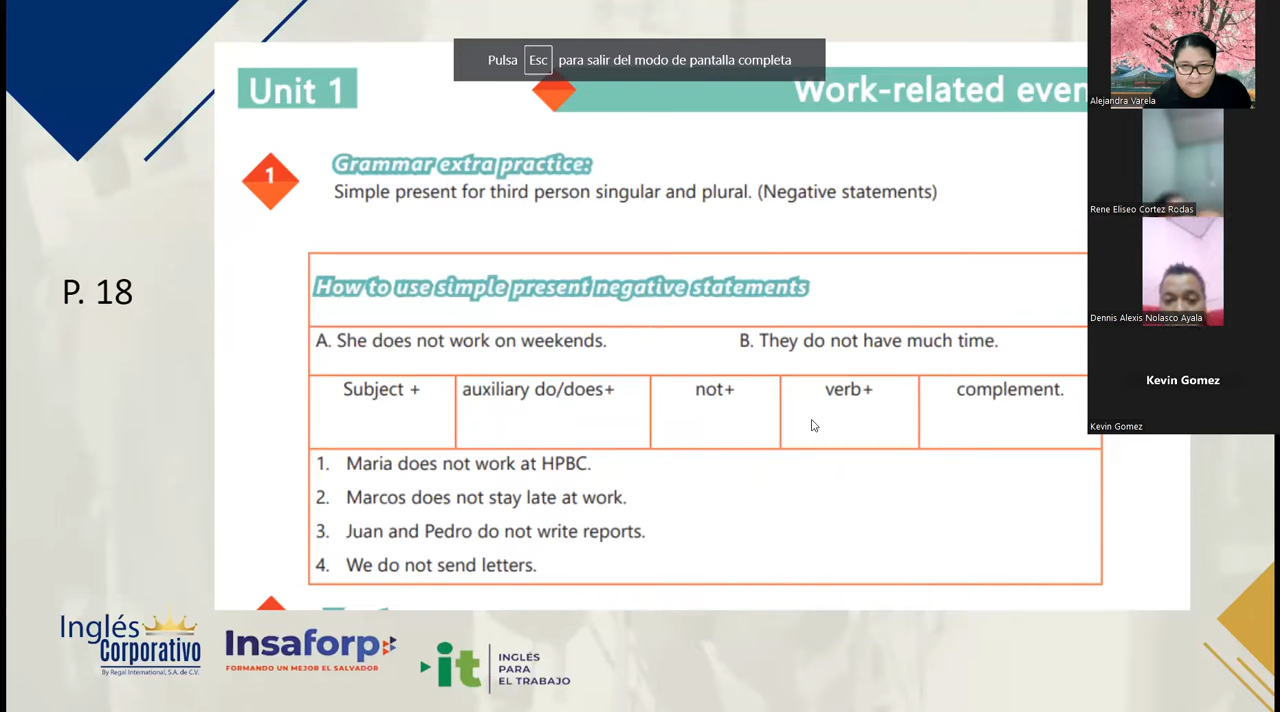 Pulsa Esc para salir del modo de pantalla completa
Unit 1
Work-related even
Alejandra Varela
1
Grammar extra practice:
Simple present for third person singular and plural. (Negative statements)
Rene Eliseo Cortez Rodas
P. 18
How to use simple present negative statements
Dennis Alexis Nolasco Ayala
A. She does not work on weekends.
B. They do not have much time.
Subject +
auxiliary do/does+
not+
verb+
complement.
Kevin Gomez
Kevin Gomez
1. Maria does not work at HPBC.
2. Marcos does not stay late at work.
3. Juan and Pedro do not write reports.
4. We do not send letters.
Inglés
Corporativo
By Regal International, S.A. de C.V.
Insaforp
FORMANDO UN MEJOR EL SALVADOR
it
INGLÉS
PARA
EL TRABAJO